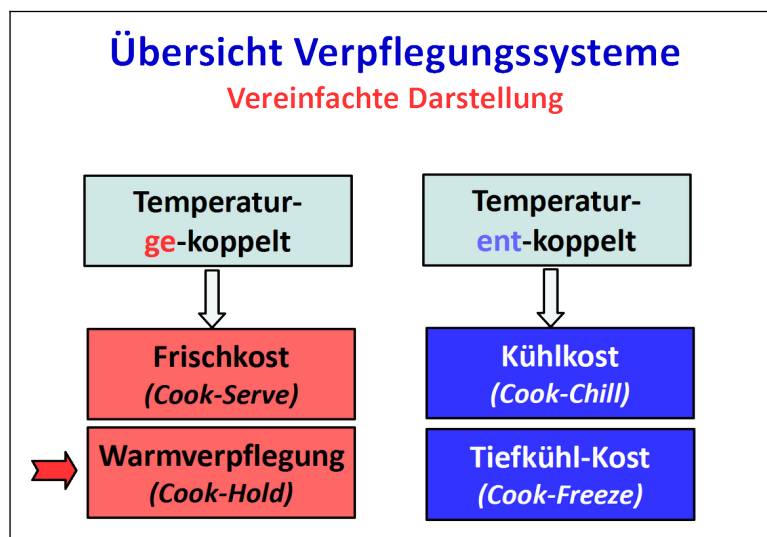 Übersicht Verpflegungssysteme
Vereinfachte Darstellung
Temperatur-
ge-koppelt
Temperatur-
ent-koppelt
Frischkost
(Cook-Serve)
Kühlkost
(Cook-Chill)
Warmverpflegung
(Cook-Hold)
Tiefkühl-Kost
(Cook-Freeze)